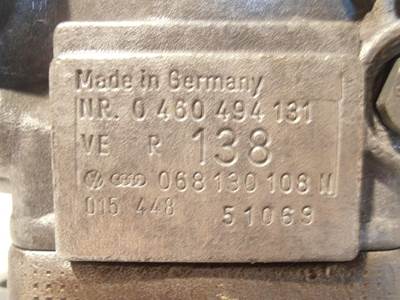 Made in Germany
NR. 0 460 494 131
VE R 138
068 130 108 N
015 448 51069